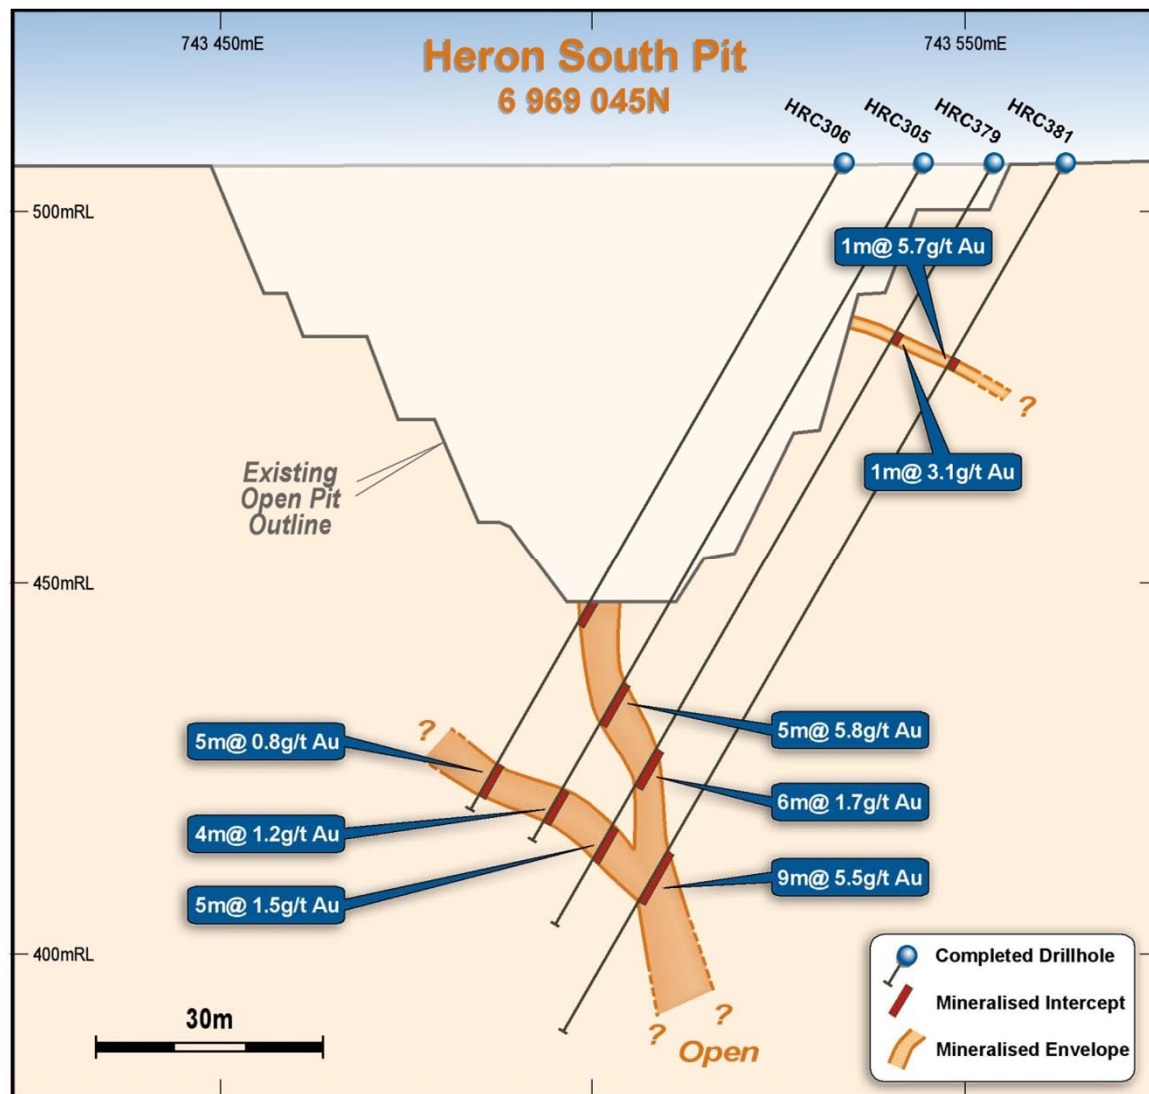 743 450mE
743 550mE
Heron South Pit
6 969 045N
HRC306
HRC305
HRC379
HRC381
500mRL
1m@ 5.7g/t Au
?
1m@ 3.1g/t Au
Existing
Open Pit
Outline
450mRL
?
5m@ 0.8g/t Au
5m@ 5.8g/t Au
4m@ 1.2g/t Au
6m@ 1.7g/t Au
5m@ 1.5g/t Au
9m@ 5.5g/t Au
400mRL
30m
?
?
Open
Completed Drillhole
Mineralised Intercept
Mineralised Envelope